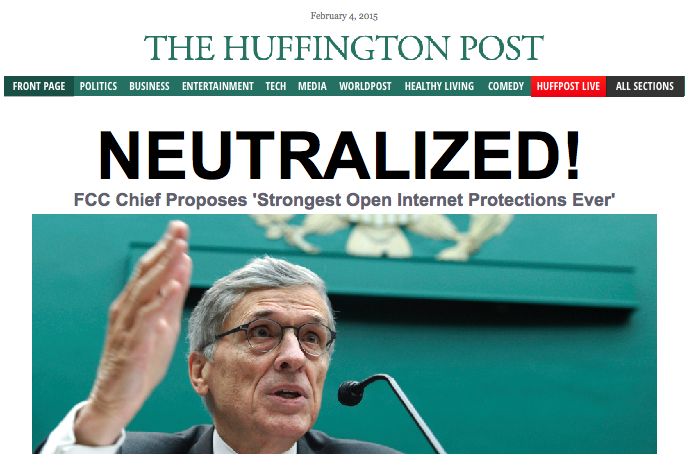 February 4, 2015
THE HUFFINGTON POST
FRONT PAGE POLITICS BUSINESS ENTERTAINMENT TECH MEDIA WORLDPOST HEALTHY LIVING COMEDY HUFFPOST LIVE ALL SECTIONS
NEUTRALIZED!
FCC Chief Proposes 'Strongest Open Internet Protections Ever'